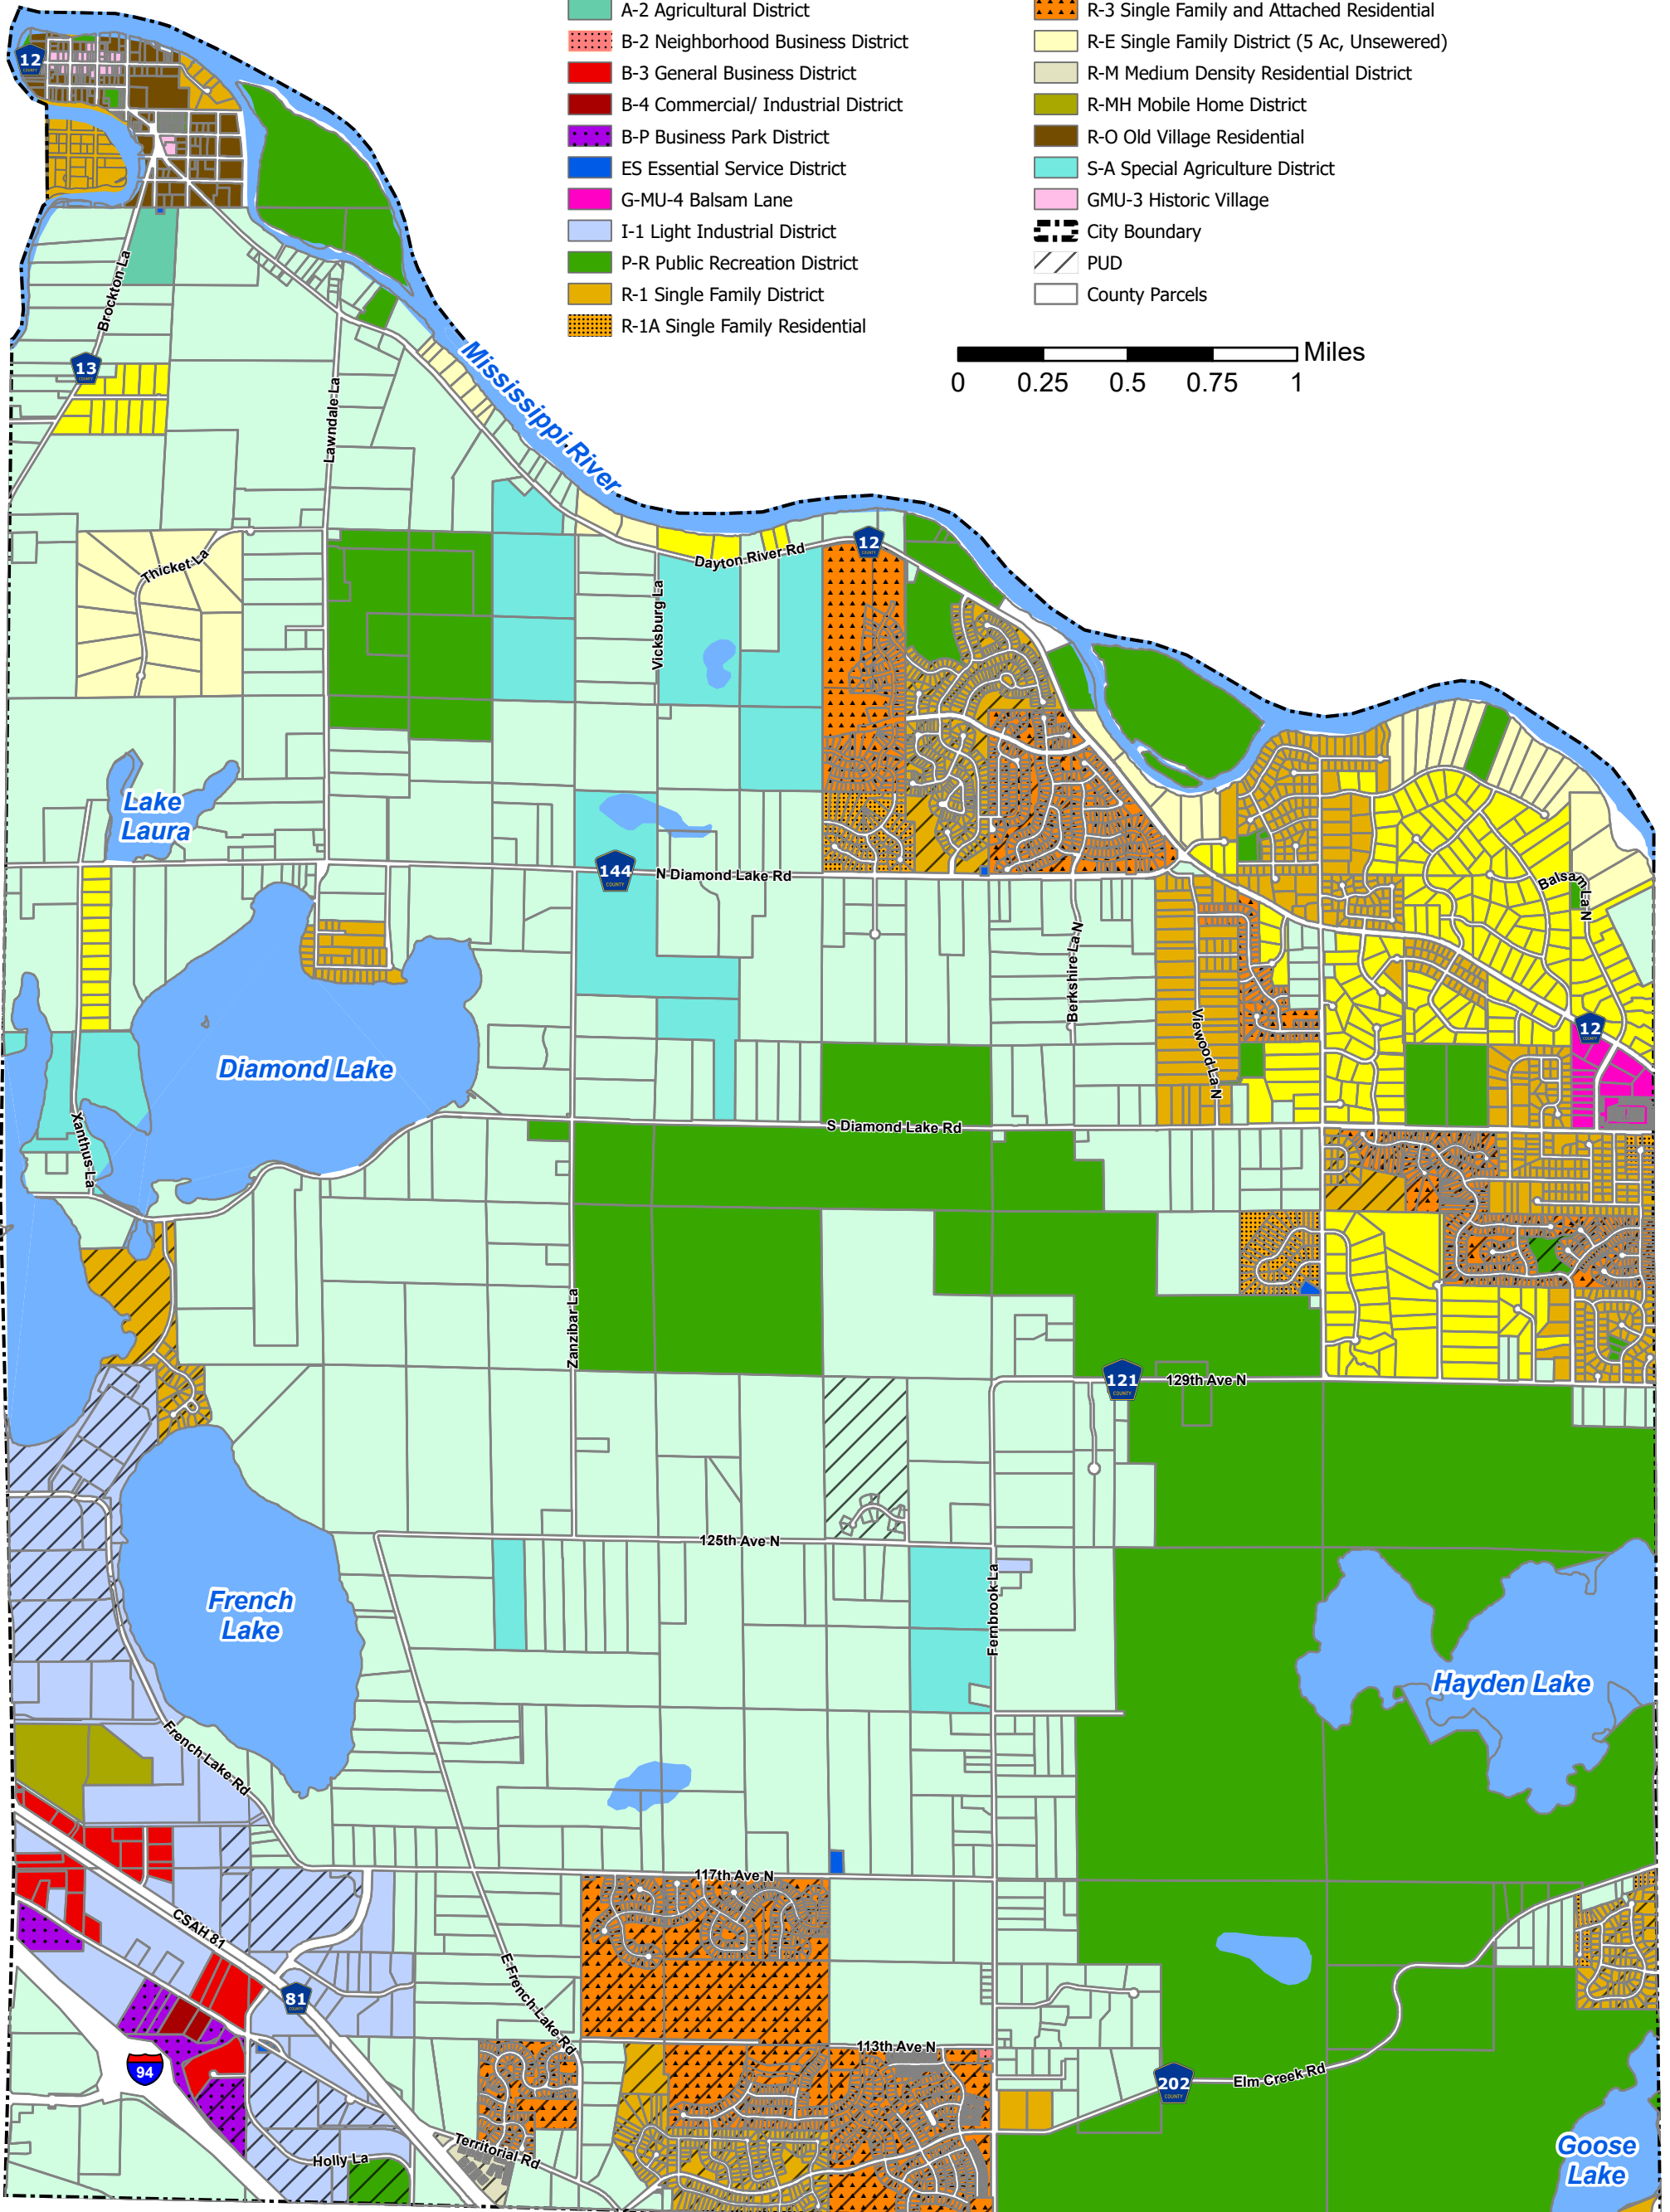 A-2 Agricultural District
B-2 Neighborhood Business District
B-3 General Business District
B-4 Commercial/ Industrial District
B-P Business Park District
ES Essential Service District
G-MU-4 Balsam Lane
I-1 Light Industrial District
P-R Public Recreation District
R-1 Single Family District
R-1A Single Family Residential
R-3 Single Family and Attached Residential
R-E Single Family District (5 Ac, Unsewered)
R-M Medium Density Residential District
R-MH Mobile Home District
R-O Old Village Residential
S-A Special Agriculture District
GMU-3 Historic Village
City Boundary
PUD
County Parcels
Miles
0 0.25 0.5 0.75 1
12
COUNTY
Brockton La
13
COUNTY
Lawndale La
Mississippi River
Thicket La
Vicksburg La
Dayton River Rd
12
COUNTY
Lake
Laura
144
COUNTY
N Diamond Lake Rd
Balsam La N
Berkshire La N
Viewood La N
12
COUNTY
Diamond Lake
Xanthus La
S Diamond Lake Rd
Zanzibar La
121
COUNTY
129th Ave N
125th Ave N
French
Lake
Fernbrook La
Hayden Lake
French Lake Rd
117th Ave N
CSAH 81
E French Lake Rd
81
COUNTY
113th Ave N
94
202
COUNTY
Elm Creek Rd
Territorial Rd
Holly La
Goose
Lake